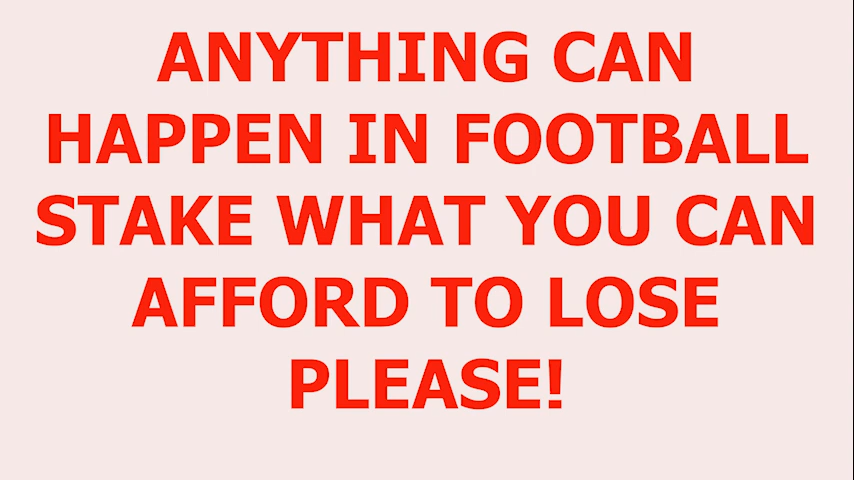 ANYTHING CAN
HAPPEN IN FOOTBALL
STAKE WHAT YOU CAN
AFFORD TO LOSE
PLEASE!